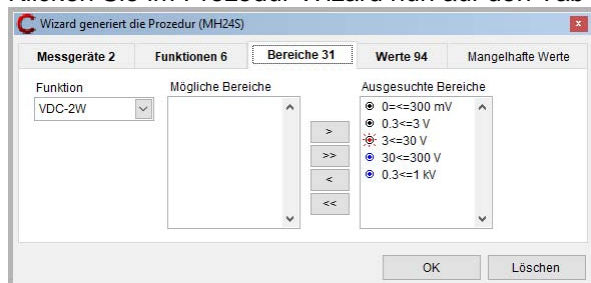 Klicken Sie im Prozedur-Wizard nun auf den Tab
Wizard generiert die Prozedur (MH24S)
Messgeräte 2 Funktionen 6 Bereiche 31 Werte 94 Mangelhafte Werte
Funktion Mögliche Bereiche Ausgesuchte Bereiche
VDC-2W
0=<=300 mV
0.3<=3 V
3<=30 V
30<=300 V
0.3<=1 kV
>
>>
<
<<
OK Löschen